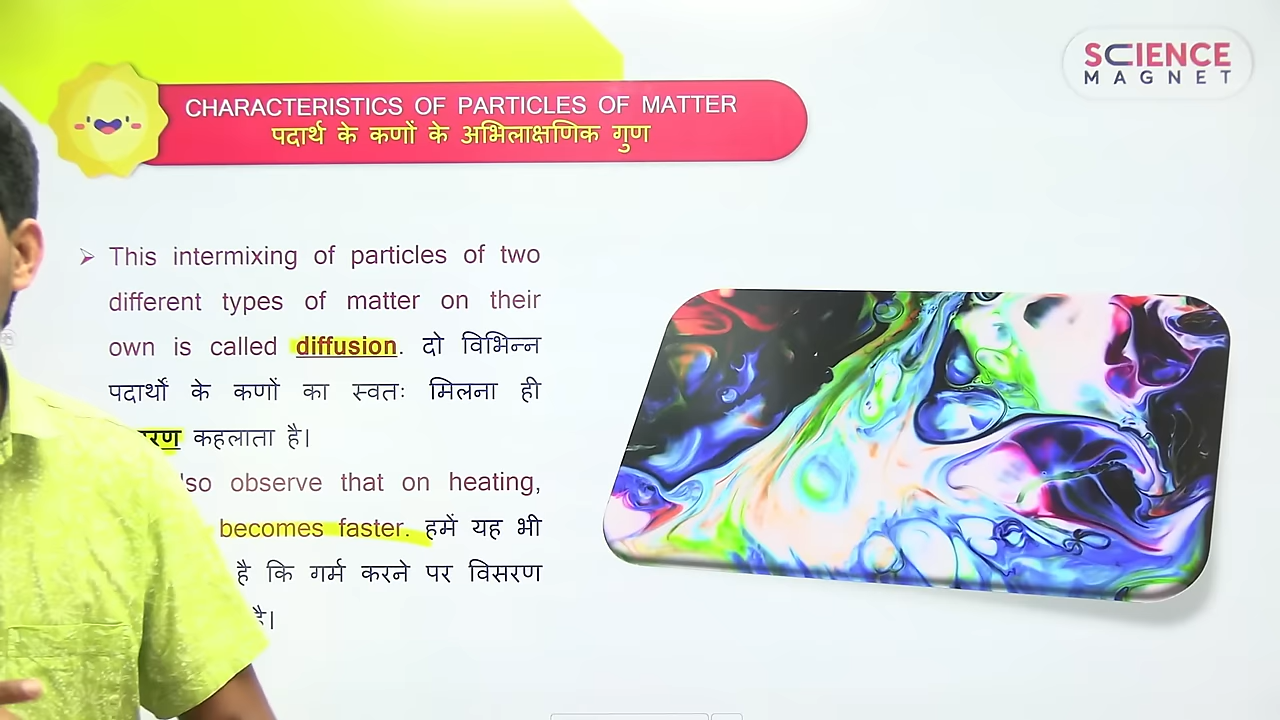 SCIENCE
MAGNET
CHARACTERISTICS OF PARTICLES OF MATTER
पदार्थ के कणों के अभिलाक्षणिक गुण
This intermixing of particles of two
different types of matter on their
own is called diffusion. दो विभिन्न
पदार्थों के कणों का स्वतः मिलना ही
कहलाता है।
observe that on heating,
becomes faster. हमें यह भी
है कि गर्म करने पर विसरण
है।